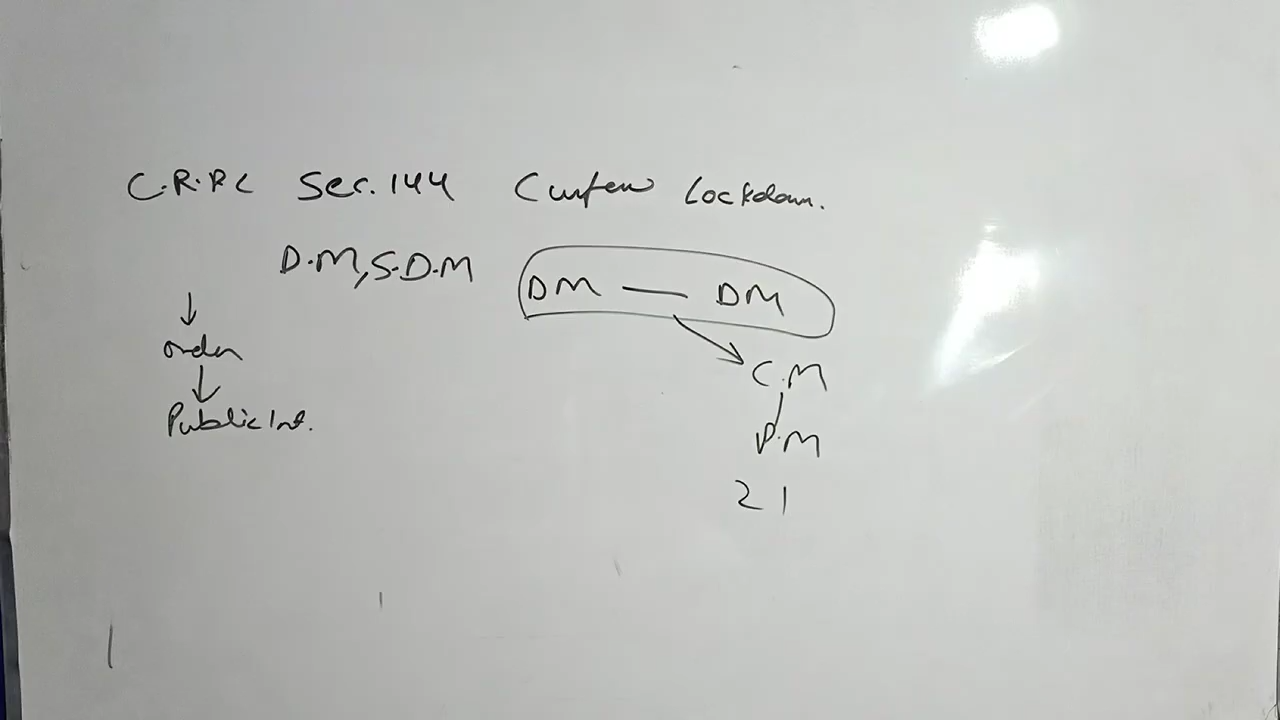 C.R.P.C Sec. 144 Curfew Lockdown.
D.M, S.D.M
DM — DM
↓
order
↓
Public Int.
C.M
P.M
21